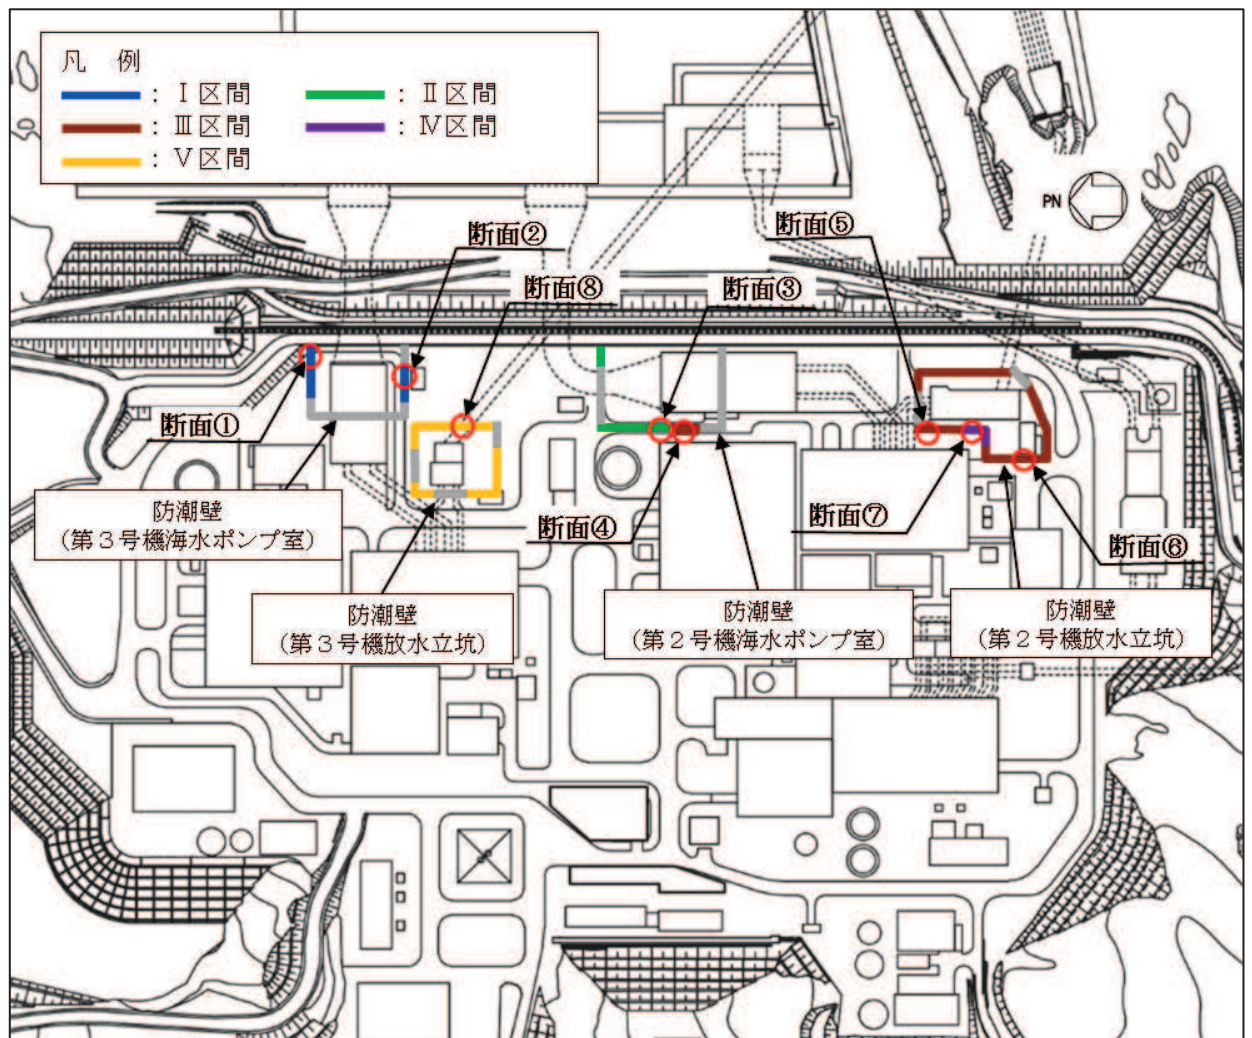 凡 例
: Ⅰ区間
: Ⅱ区間
: Ⅲ区間
: Ⅳ区間
: Ⅴ区間
PN
断面②
断面⑤
断面⑧
断面③
断面①
防潮壁
(第3号機海水ポンプ室)
断面④
断面⑦
断面⑥
防潮壁
(第3号機放水立坑)
防潮壁
(第2号機海水ポンプ室)
防潮壁
(第2号機放水立坑)